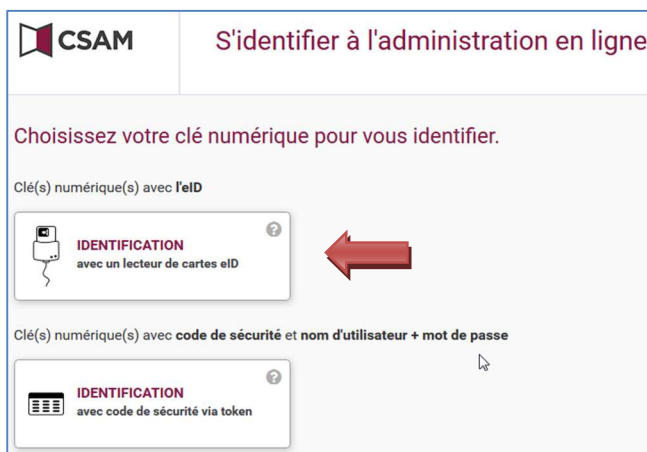 CSAM
S'identifier à l'administration en ligne
Choisissez votre clé numérique pour vous identifier.
Clé(s) numérique(s) avec l'eID
?
IDENTIFICATION
avec un lecteur de cartes eID
Clé(s) numérique(s) avec code de sécurité et nom d'utilisateur + mot de passe
?
IDENTIFICATION
avec code de sécurité via token